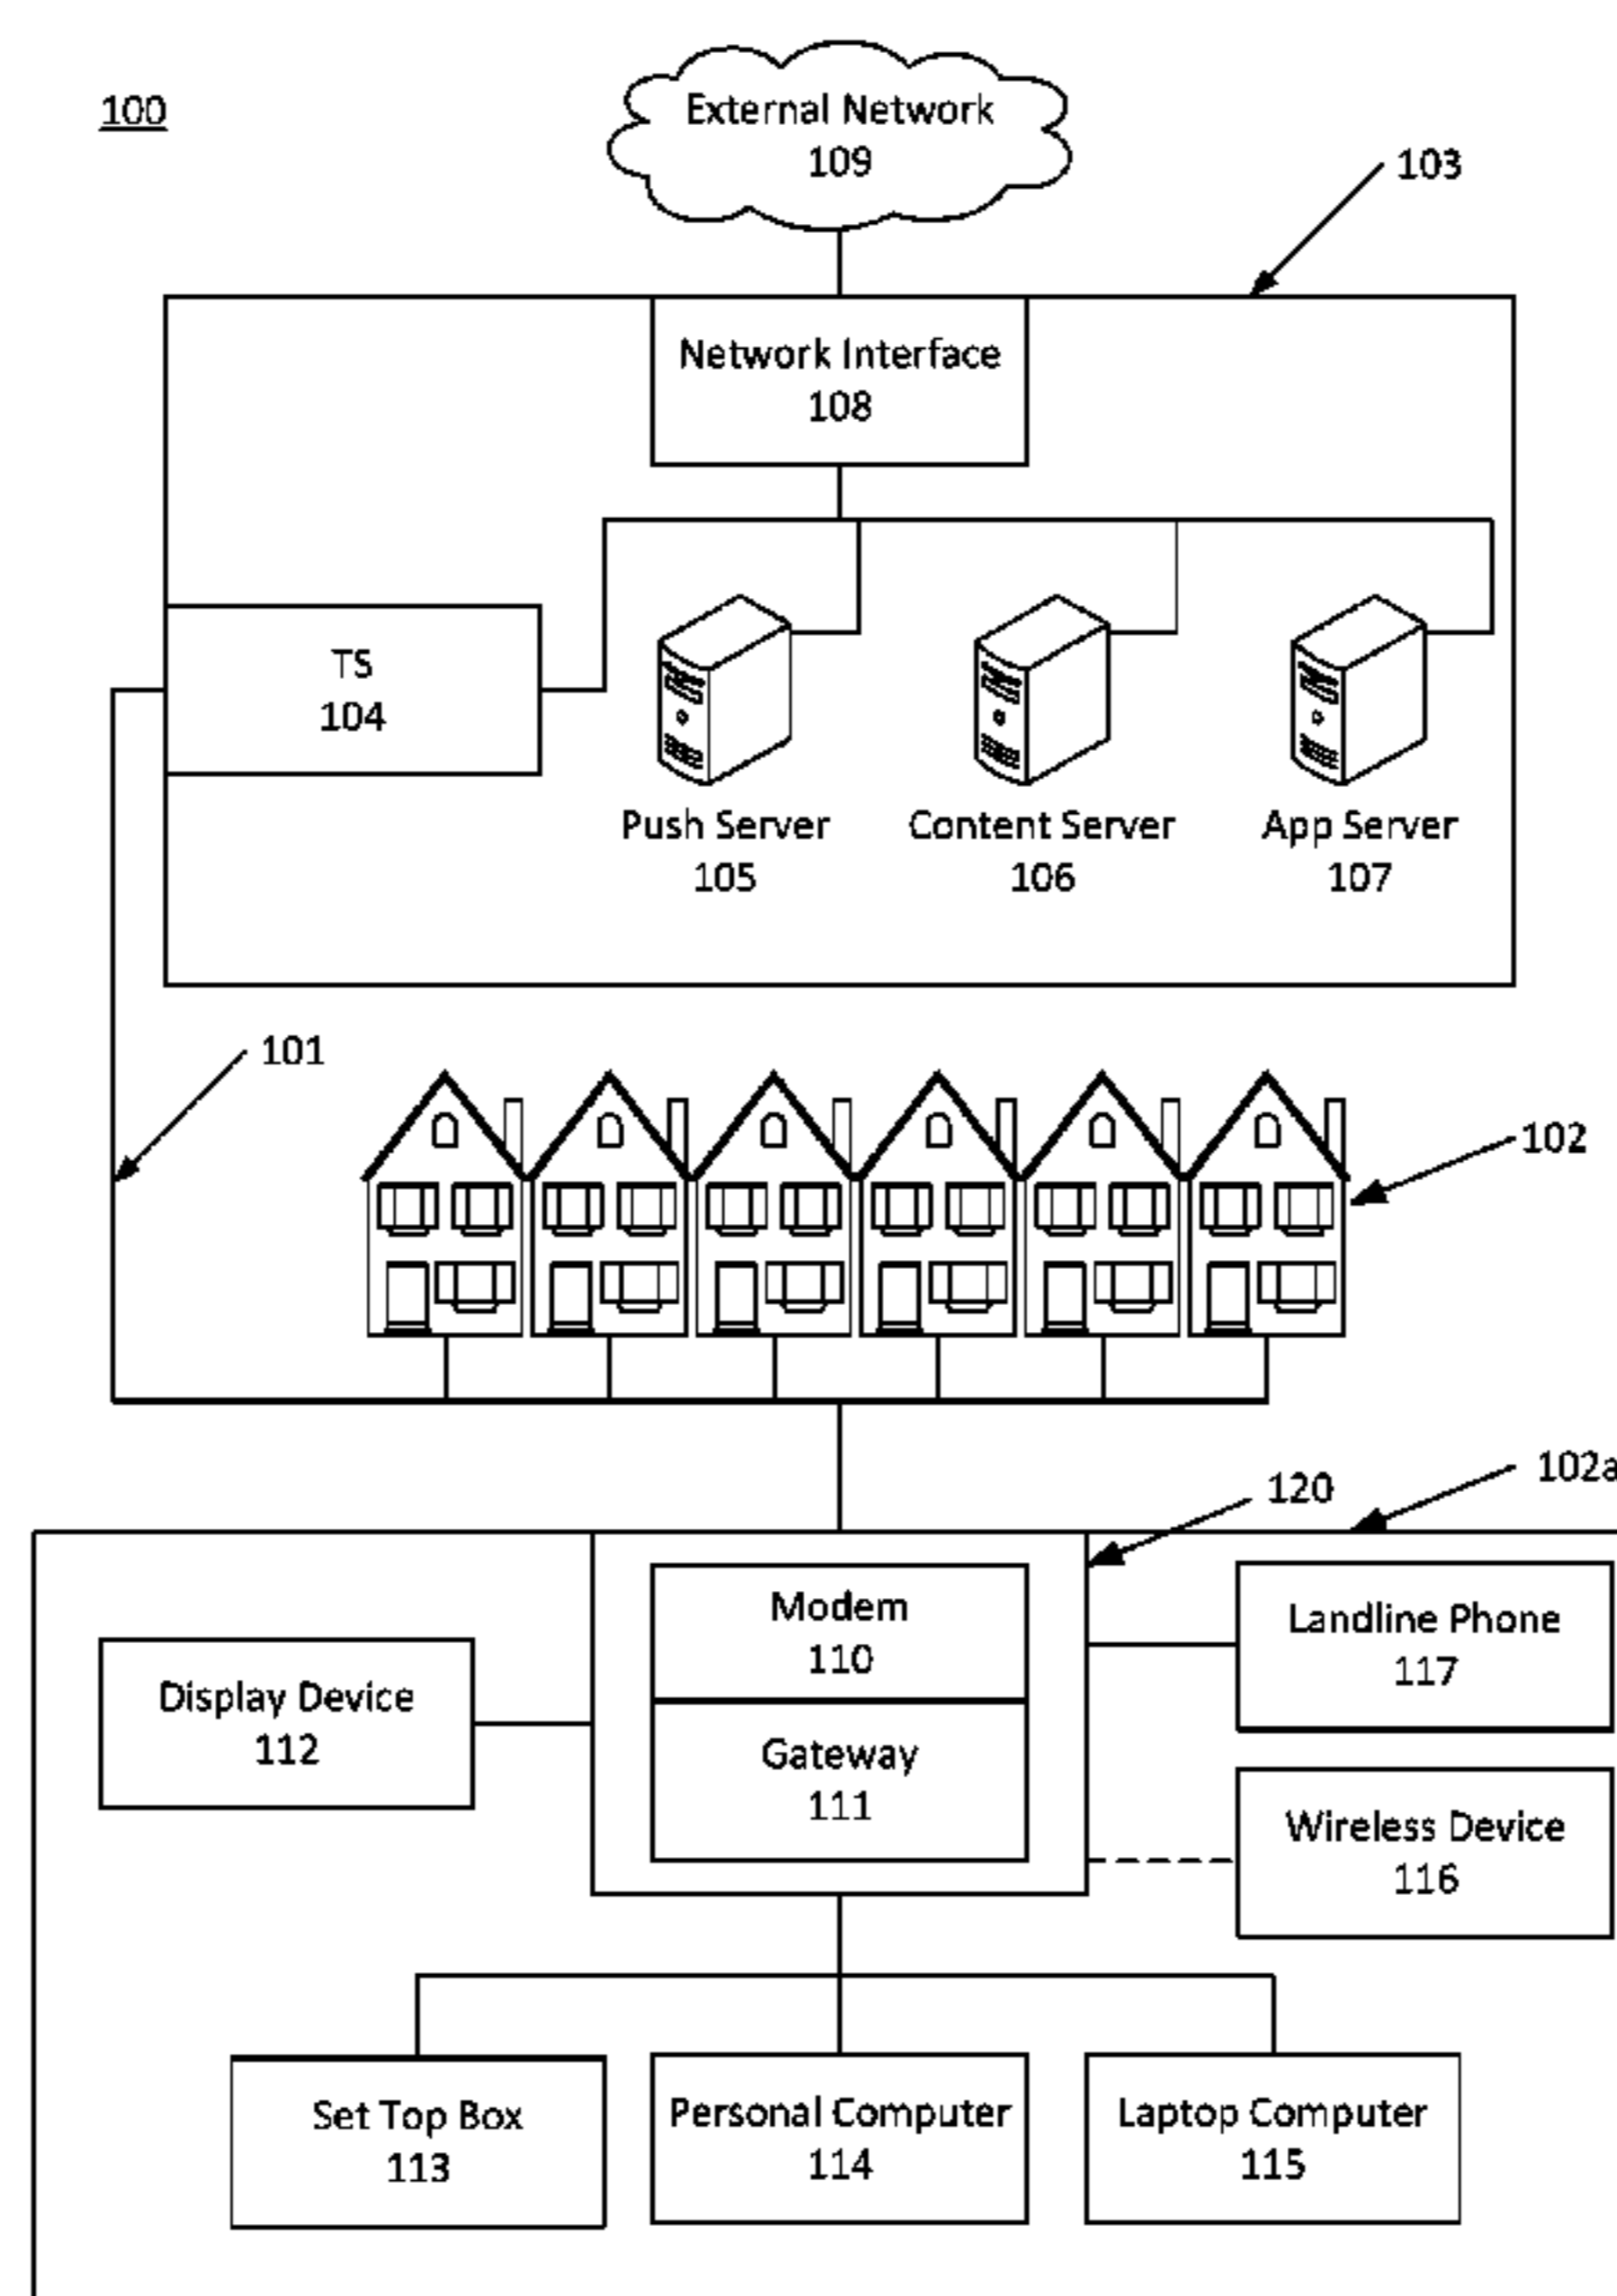 100
External Network
109
103
Network Interface
108
TS
104
Push Server
105
Content Server
106
App Server
107
101
102
102a
120
Modem
110
Gateway
111
Display Device
112
Landline Phone
117
Wireless Device
116
Set Top Box
113
Personal Computer
114
Laptop Computer
115